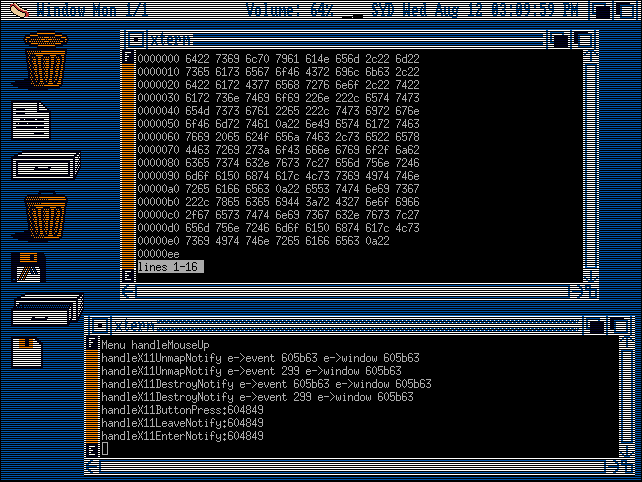 Window Mon 1/1 Volume: 64% SYD Wed Aug 12 03:09:59 PM
xterm
0000000 6422 7369 6c70 7961 614e 656d 2c22 6d22
0000010 7365 6173 6567 6f46 4372 696c 6b63 2c22
0000020 6422 6172 4377 6568 7276 6e6f 2c22 7422
0000030 6172 736e 7469 6f69 226e 222c 6574 7473
0000040 654d 7373 6761 2265 222c 7473 6972 676e
0000050 6f46 6d72 7461 0a22 6e49 6574 6172 7463
0000060 7669 2065 624f 656a 7463 2c73 6522 6578
0000070 4463 7269 273a 6f43 666e 6769 6f2f 6a62
0000080 6365 7374 632e 7673 7c27 656d 756e 7246
0000090 6d6f 6150 6874 617c 4c73 7369 4974 746e
00000a0 7265 6166 6563 0a22 6553 7474 6e69 7367
00000b0 222c 7865 6365 6944 3a72 4327 6e6f 6966
00000c0 2f67 6573 7474 6e69 7367 632e 7673 7c27
00000d0 656d 756e 7246 6d6f 6150 6874 617c 4c73
00000e0 7369 4974 746e 7265 6166 6563 0a22
00000ee
lines 1-16
xterm
Menu handleMouseUp
handleX11UnmapNotify e->event 605b63 e->window 605b63
handleX11UnmapNotify e->event 299 e->window 605b63
handleX11DestroyNotify e->event 605b63 e->window 605b63
handleX11DestroyNotify e->event 299 e->window 605b63
handleX11ButtonPress:604849
handleX11LeaveNotify:604849
handleX11EnterNotify:604849